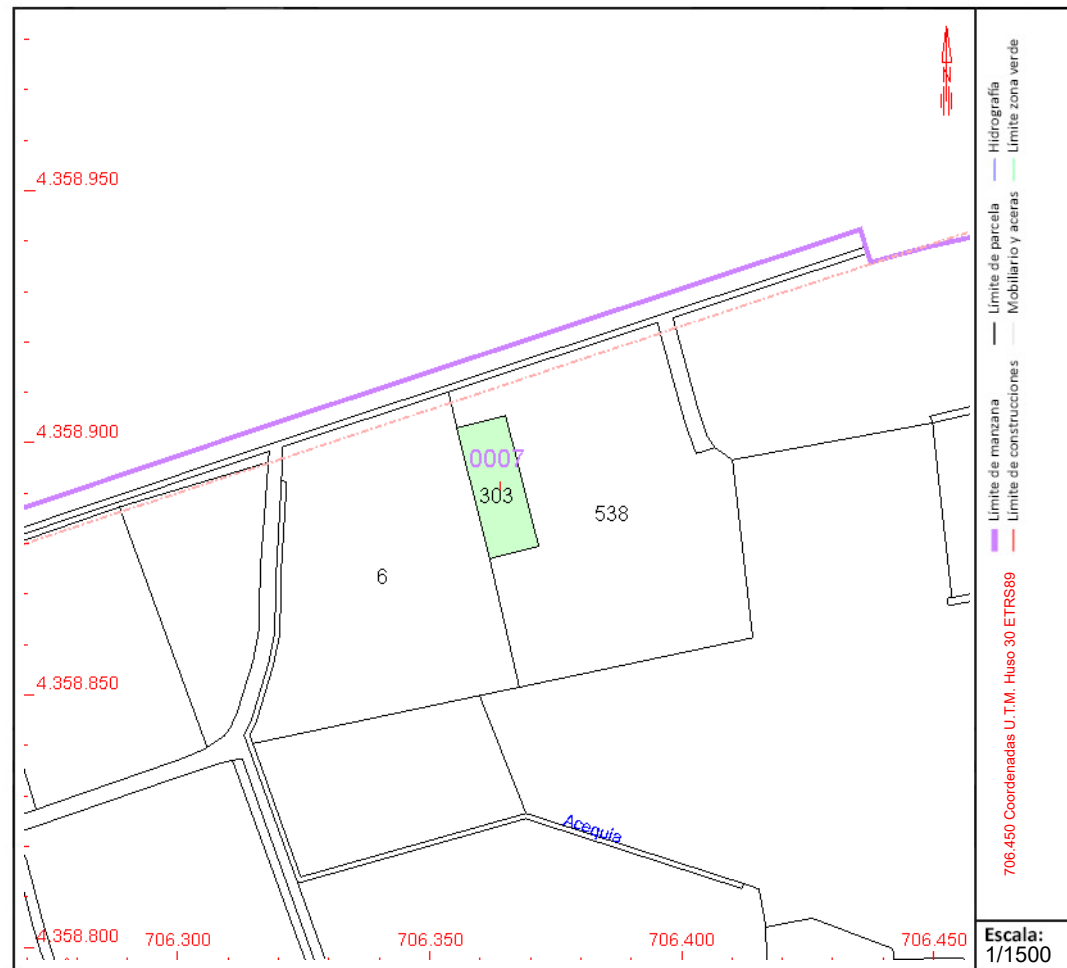 N
4.358.950
4.358.900
0007
303
538
6
4.358.850
Acequia
4.358.800
706.300
706.350
706.400
706.450
Límite de manzana
Límite de parcela
Hidrografía
Límite de construcciones
Mobiliario y aceras
Límite zona verde
706.450 Coordenadas U.T.M. Huso 30 ETRS89
Escala:
1/1500